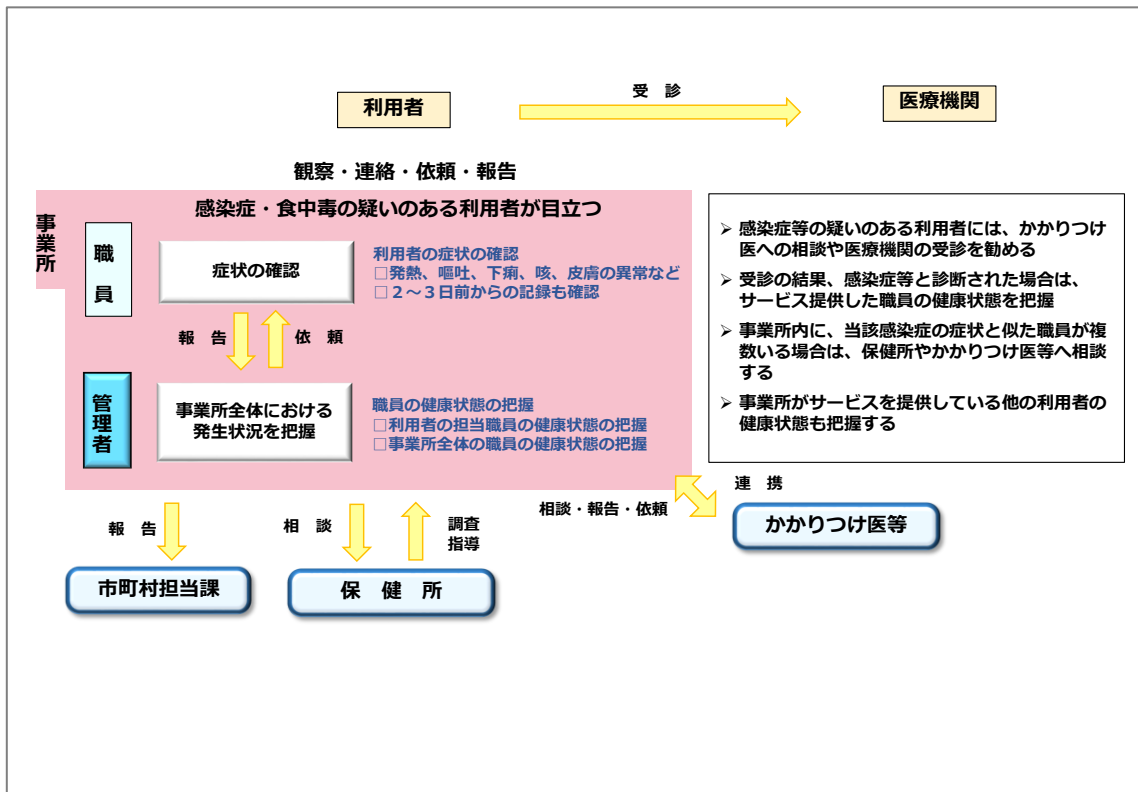 利用者
受 診
医療機関
観察・連絡・依頼・報告
事業所
感染症・食中毒の疑いのある利用者が目立つ
職員
症状の確認
利用者の症状の確認
□発熱、嘔吐、下痢、咳、皮膚の異常など
□２～３日前からの記録も確認
報 告
依 頼
管理者
事業所全体における
発生状況を把握
職員の健康状態の把握
□利用者の担当職員の健康状態の把握
□事業所全体の職員の健康状態の把握
➢ 感染症等の疑いのある利用者には、かかりつけ
医への相談や医療機関の受診を勧める
➢ 受診の結果、感染症等と診断された場合は、
サービス提供した職員の健康状態を把握
➢ 事業所内に、当該感染症の症状と似た職員が複
数いる場合は、保健所やかかりつけ医等へ相談
する
➢ 事業所がサービスを提供している他の利用者の
健康状態も把握する
報 告
相 談
調査
指導
相談・報告・依頼
連 携
かかりつけ医等
市町村担当課
保 健 所